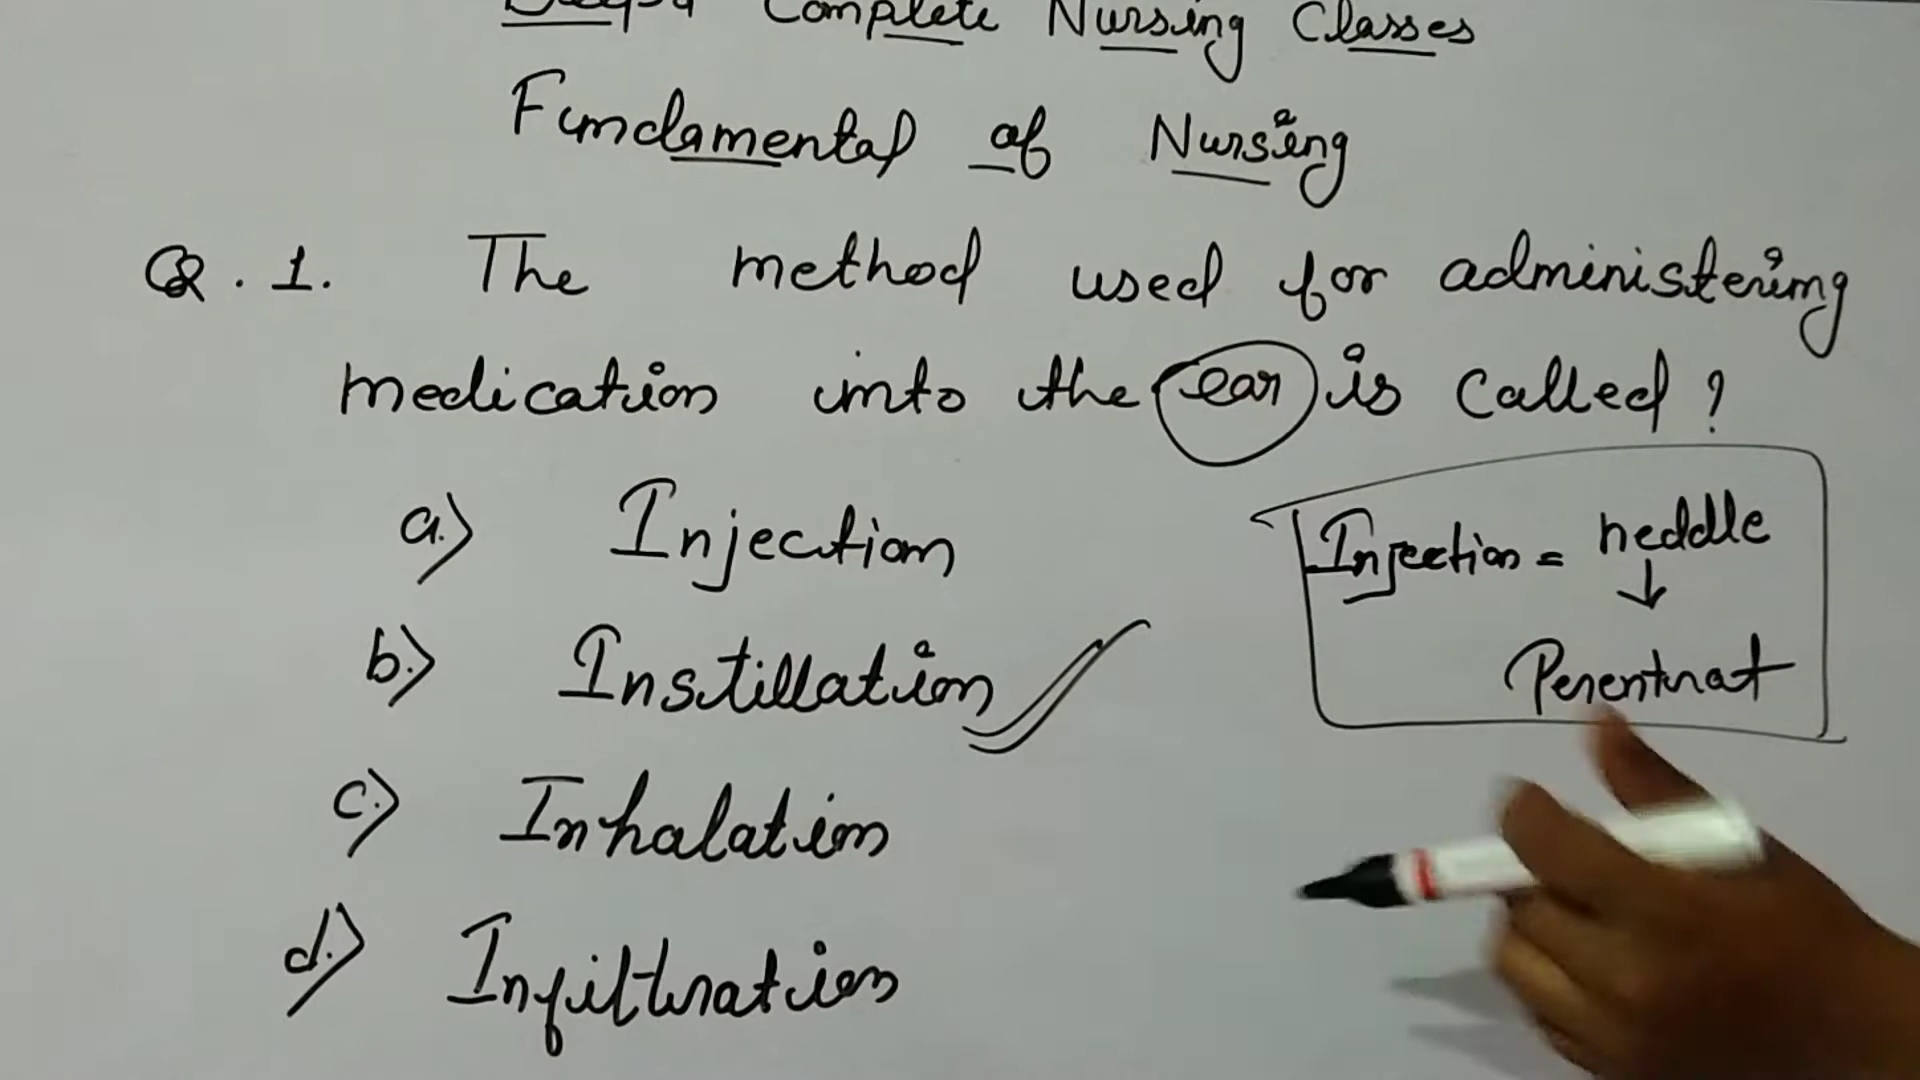 Complete Nursing Classes
Fundamental of Nursing
Q.1. The method used for administering
medication into the ear is called?
a.) Injection
b.) Instillation
c.) Inhalation
d.) Infiltration
Injection = neddle
↓